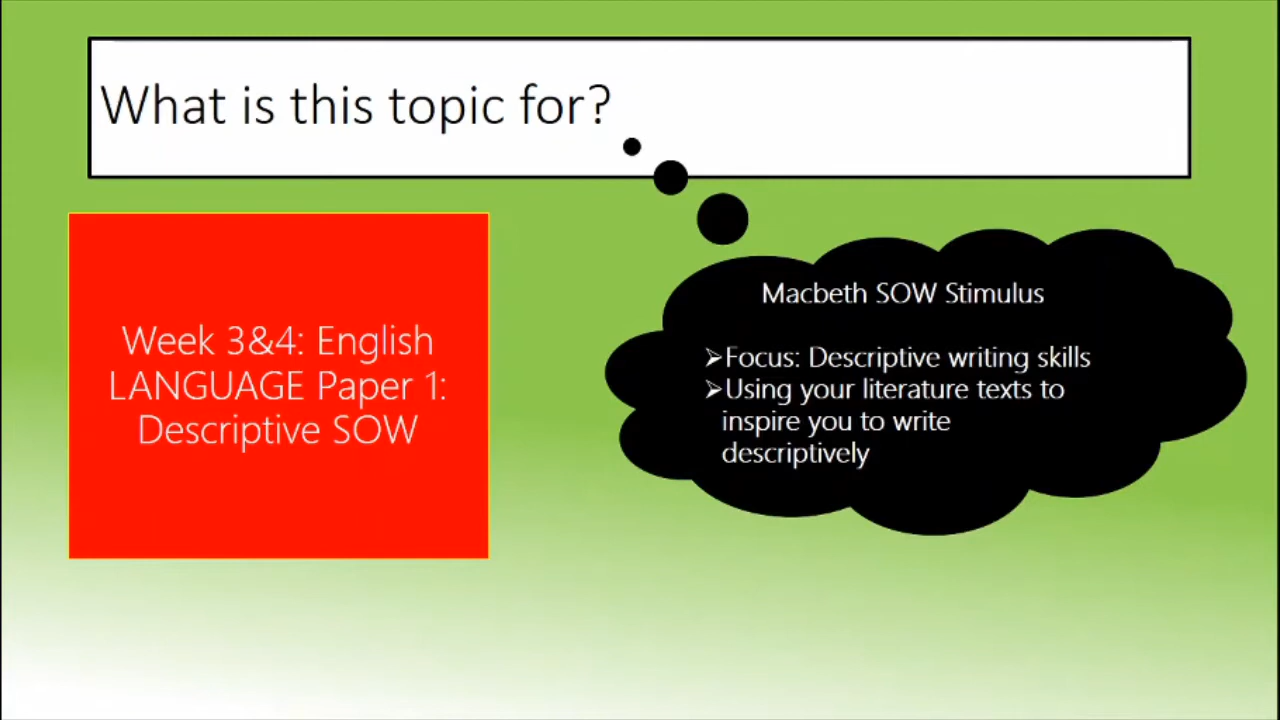 What is this topic for?
Week 3&4: English
LANGUAGE Paper 1:
Descriptive SOW
Macbeth SOW Stimulus
➢Focus: Descriptive writing skills
➢Using your literature texts to
inspire you to write
descriptively